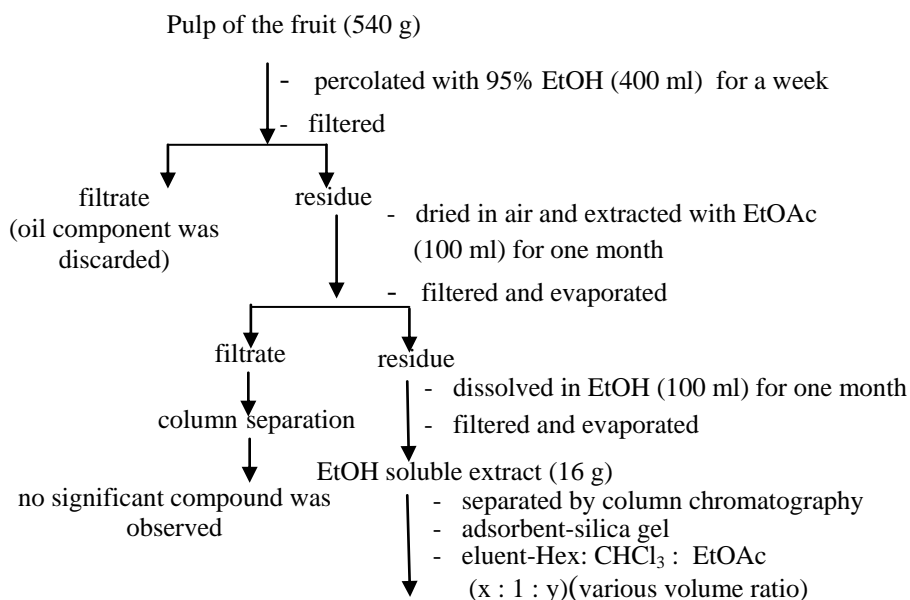 Pulp of the fruit (540 g)
- percolated with 95% EtOH (400 ml) for a week
- filtered
filtrate
(oil component was
discarded)
residue
- dried in air and extracted with EtOAc
(100 ml) for one month
- filtered and evaporated
filtrate
column separation
no significant compound was
observed
residue
- dissolved in EtOH (100 ml) for one month
- filtered and evaporated
EtOH soluble extract (16 g)
- separated by column chromatography
- adsorbent-silica gel
- eluent-Hex: CHCl₃ : EtOAc
(x : 1 : y)(various volume ratio)